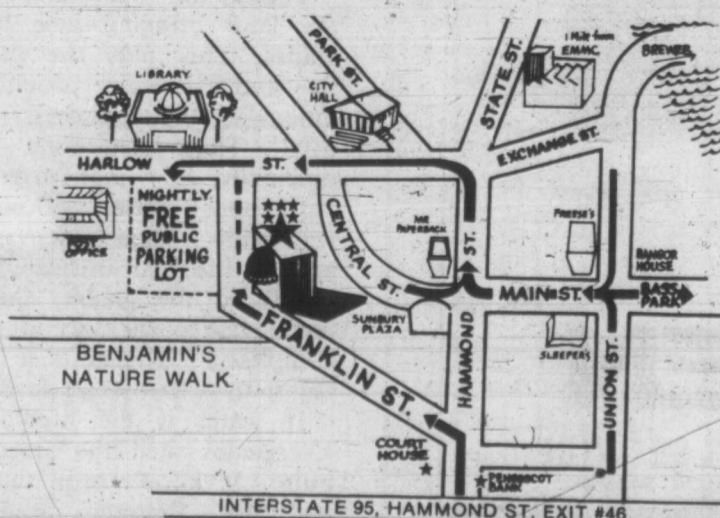 PARK ST.
STATE ST.
1 Mile from
EMMC
BREWER
LIBRARY
CITY
HALL
EXCHANGE ST.
HARLOW ST.
NIGHTLY
FREE
PUBLIC
PARKING
LOT
POST
OFFICE
CENTRAL ST.
MR.
PAPERBACK
ST.
FREESE'S
BANGOR
HOUSE
MAIN ST.
BASS
PARK
SUNBURY
PLAZA
FRANKLIN ST.
HAMMOND
SLEEPER'S
UNION ST.
BENJAMIN'S
NATURE WALK
COURT
HOUSE
PENOBSCOT
BANK
INTERSTATE 95, HAMMOND ST. EXIT #46